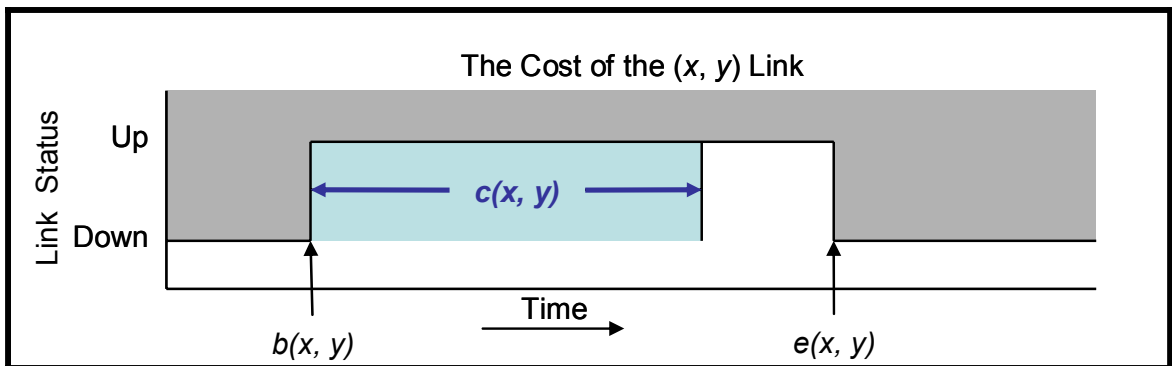 The Cost of the (x, y) Link
Link Status
Up
c(x, y)
Down
Time
b(x, y)
e(x, y)